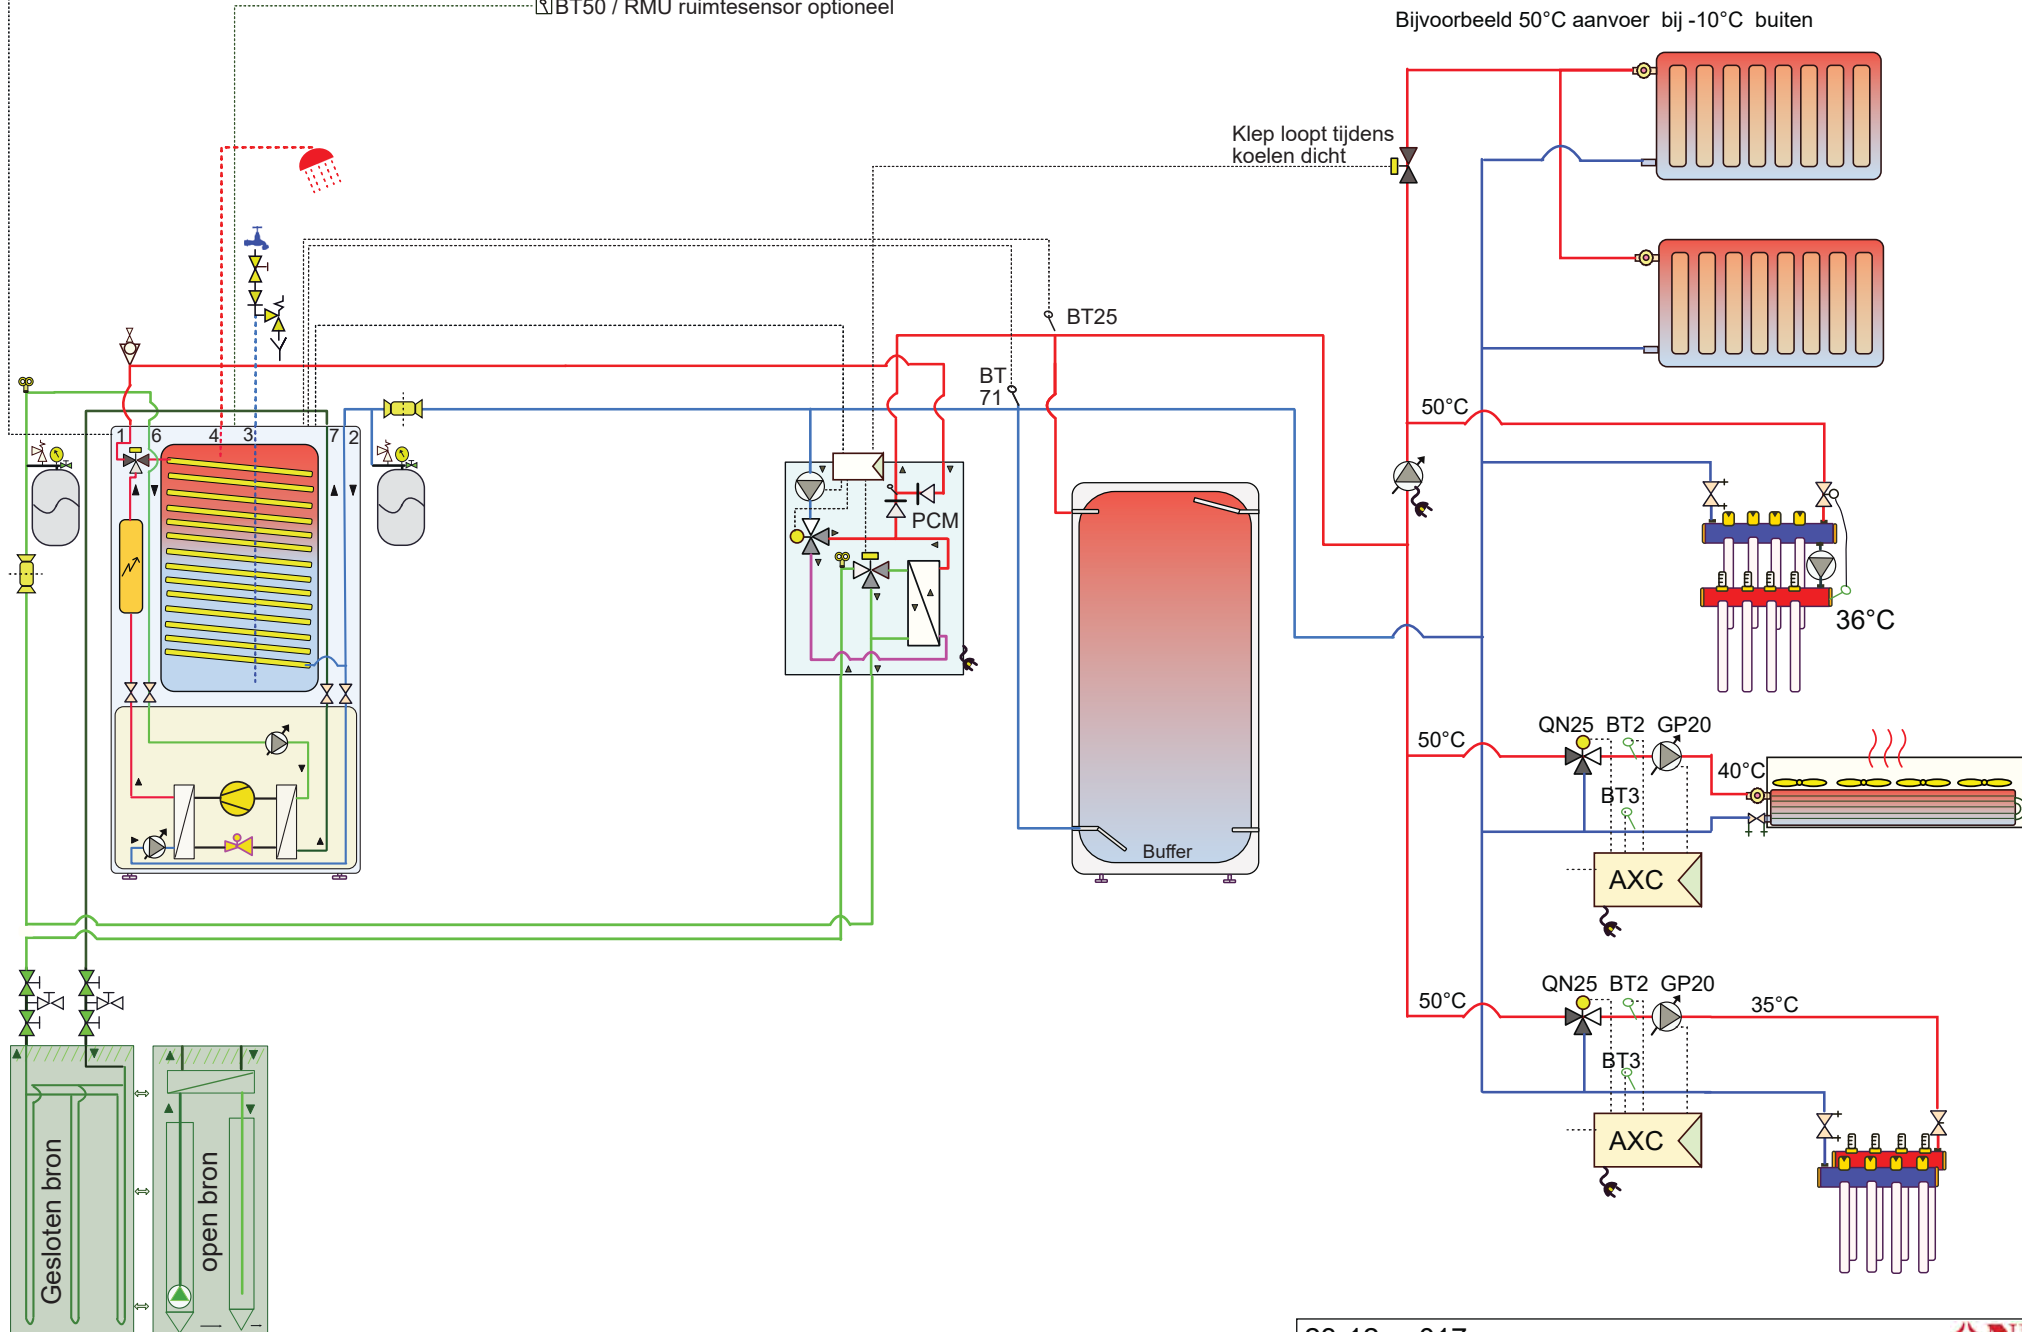 BT50 / RMU ruimtesensor optioneel
Bijvoorbeeld 50°C aanvoer bij -10°C buiten
Klep loopt tijdens
koelen dicht
BT25
BT
71
50°C
1 6 4 3 7 2
PCM
36°C
QN25 BT2 GP20
50°C
40°C
BT3
Buffer
AXC
QN25 BT2 GP20
50°C
35°C
BT3
AXC
Gesloten bron
open bron